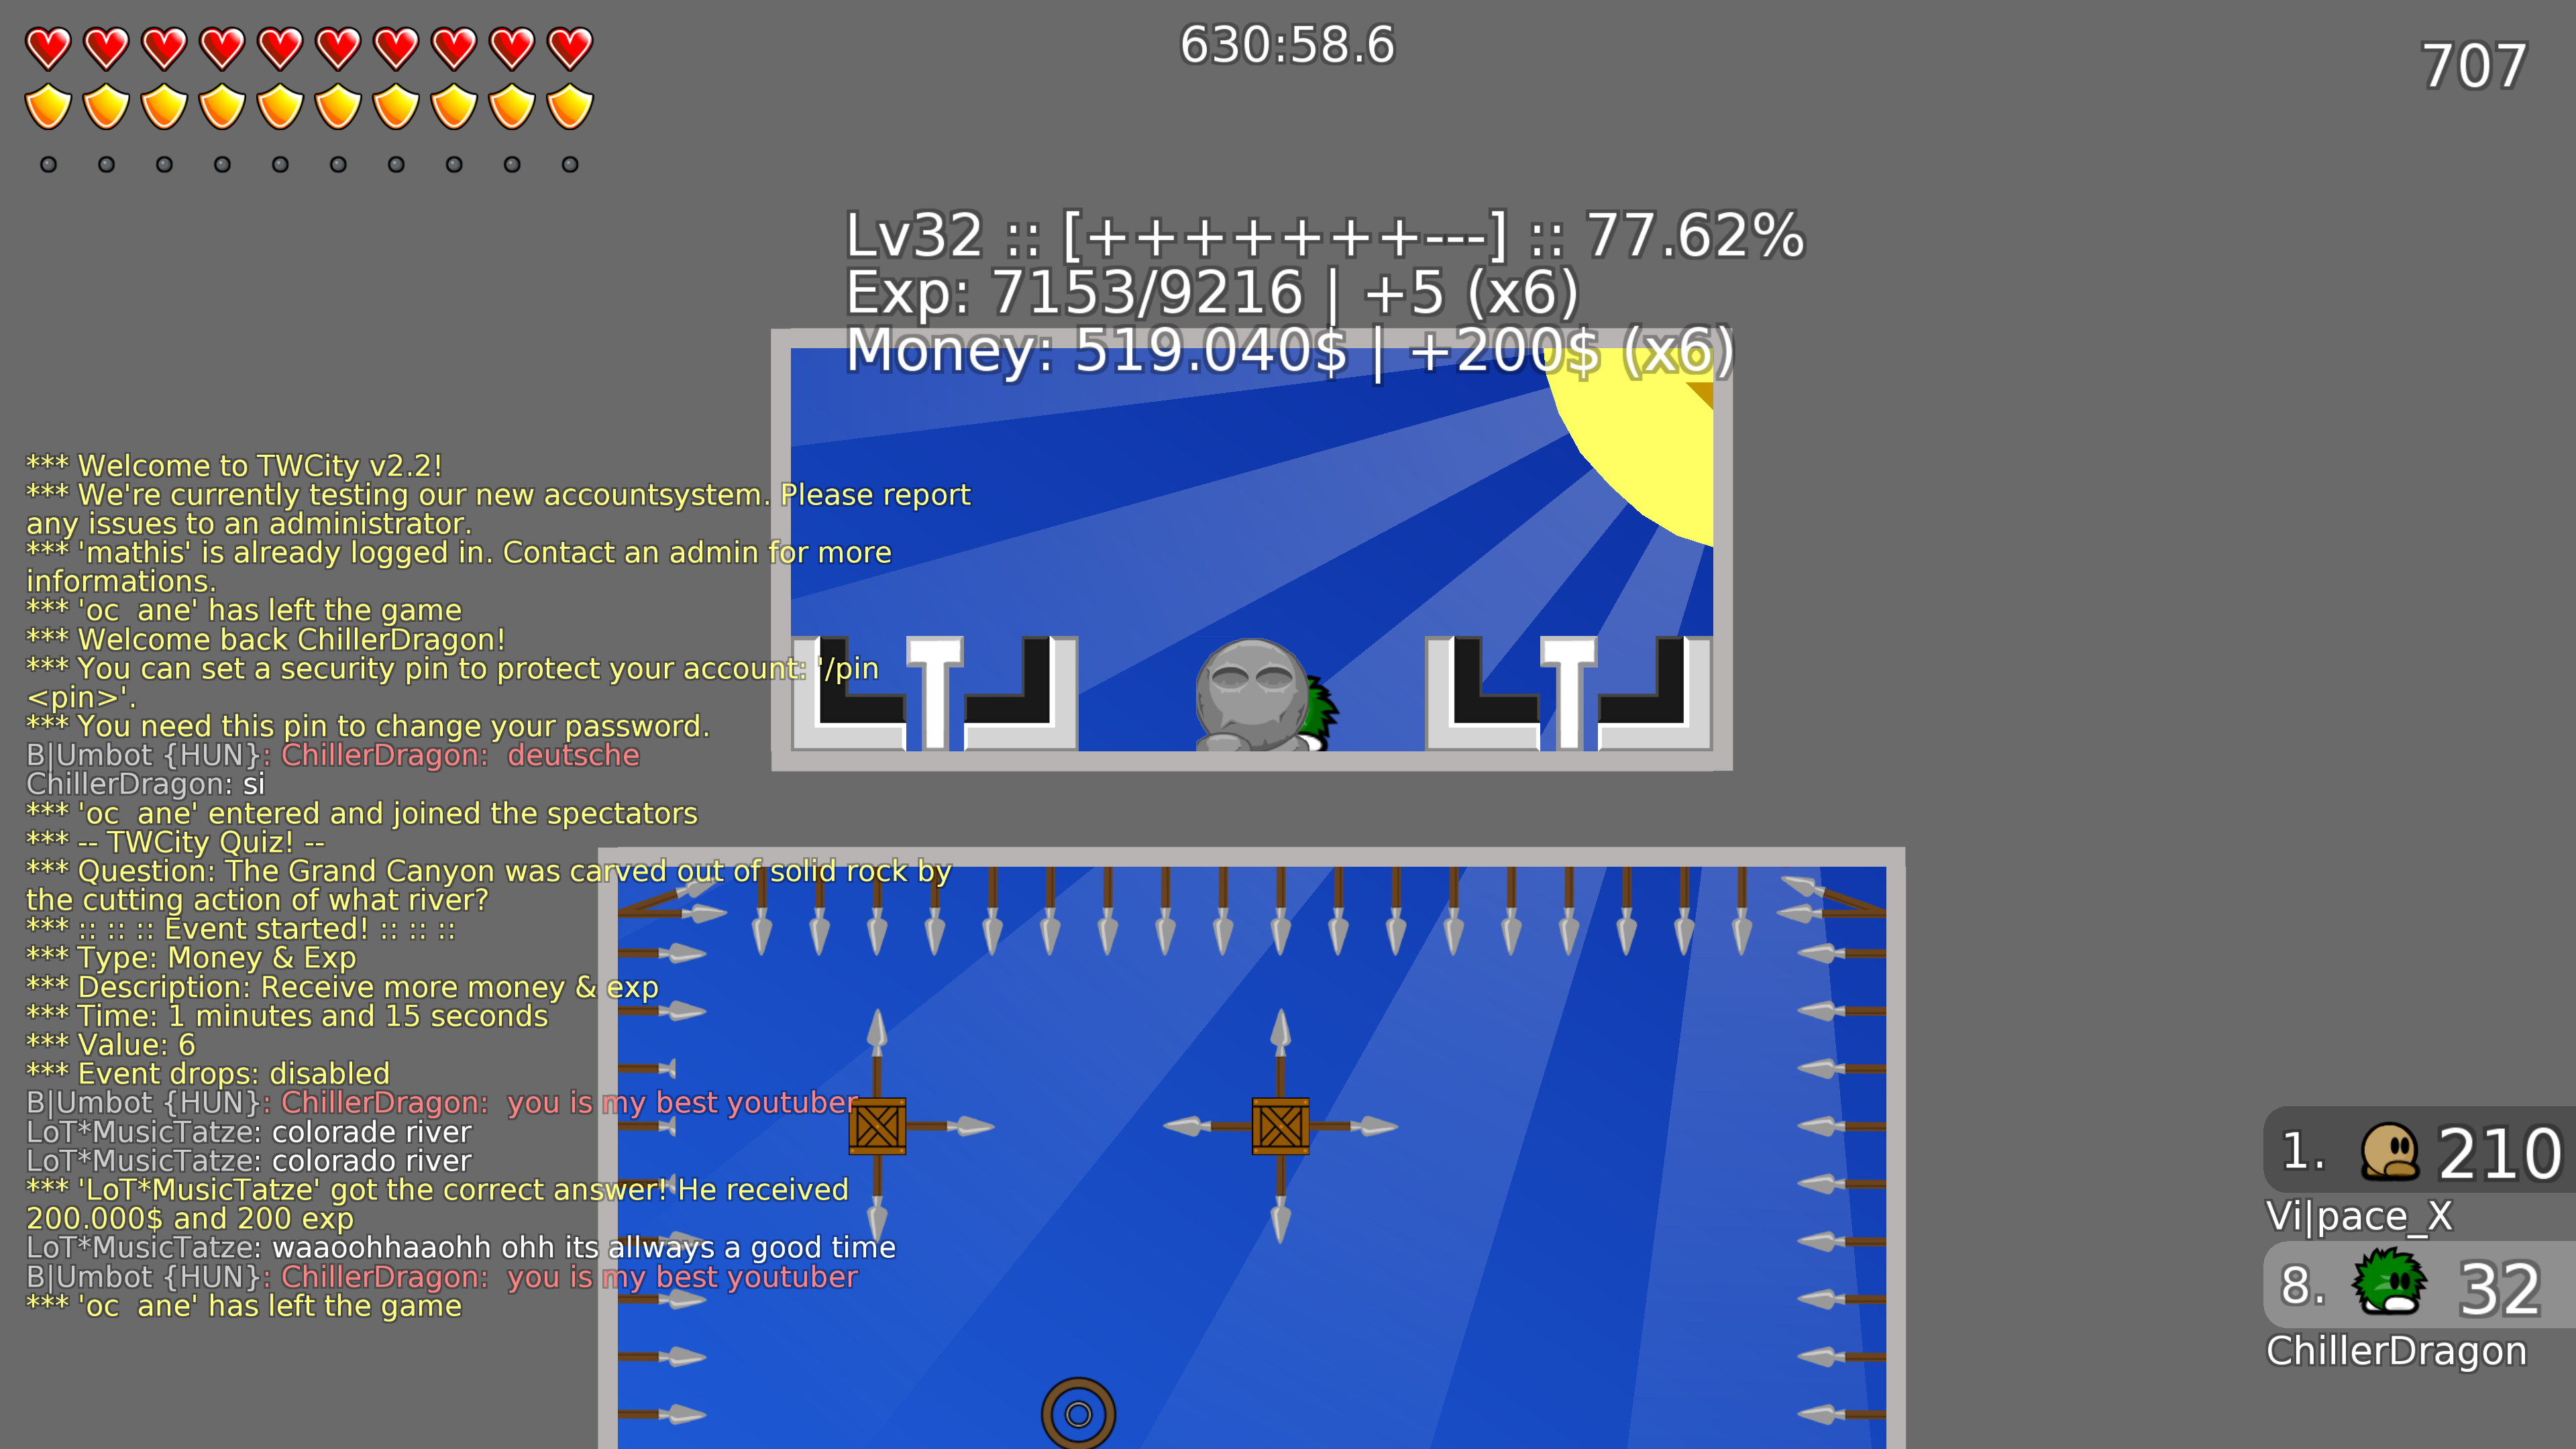 630:58.6
707
Lv32 :: [+++++++---] :: 77.62%
Exp: 7153/9216 | +5 (x6)
Money: 519.040$ | +200$ (x6)
*** Welcome to TWCity v2.2!
*** We're currently testing our new accountsystem. Please report
any issues to an administrator.
*** 'mathis' is already logged in. Contact an admin for more
informations.
*** 'oc  ane' has left the game
*** Welcome back ChillerDragon!
*** You can set a security pin to protect your account: '/pin
<pin>'.
*** You need this pin to change your password.
B|Umbot {HUN}: ChillerDragon:  deutsche
ChillerDragon: si
*** 'oc  ane' entered and joined the spectators
*** -- TWCity Quiz! --
*** Question: The Grand Canyon was carved out of solid rock by
the cutting action of what river?
*** :: :: :: Event started! :: :: ::
*** Type: Money & Exp
*** Description: Receive more money & exp
*** Time: 1 minutes and 15 seconds
*** Value: 6
*** Event drops: disabled
B|Umbot {HUN}: ChillerDragon:  you is my best youtuber
LoT*MusicTatze: colorade river
LoT*MusicTatze: colorado river
*** 'LoT*MusicTatze' got the correct answer! He received
200.000$ and 200 exp
LoT*MusicTatze: waaoohhaaohh ohh its allways a good time
B|Umbot {HUN}: ChillerDragon:  you is my best youtuber
*** 'oc  ane' has left the game
1. 210
Vi|pace_X
8. 32
ChillerDragon